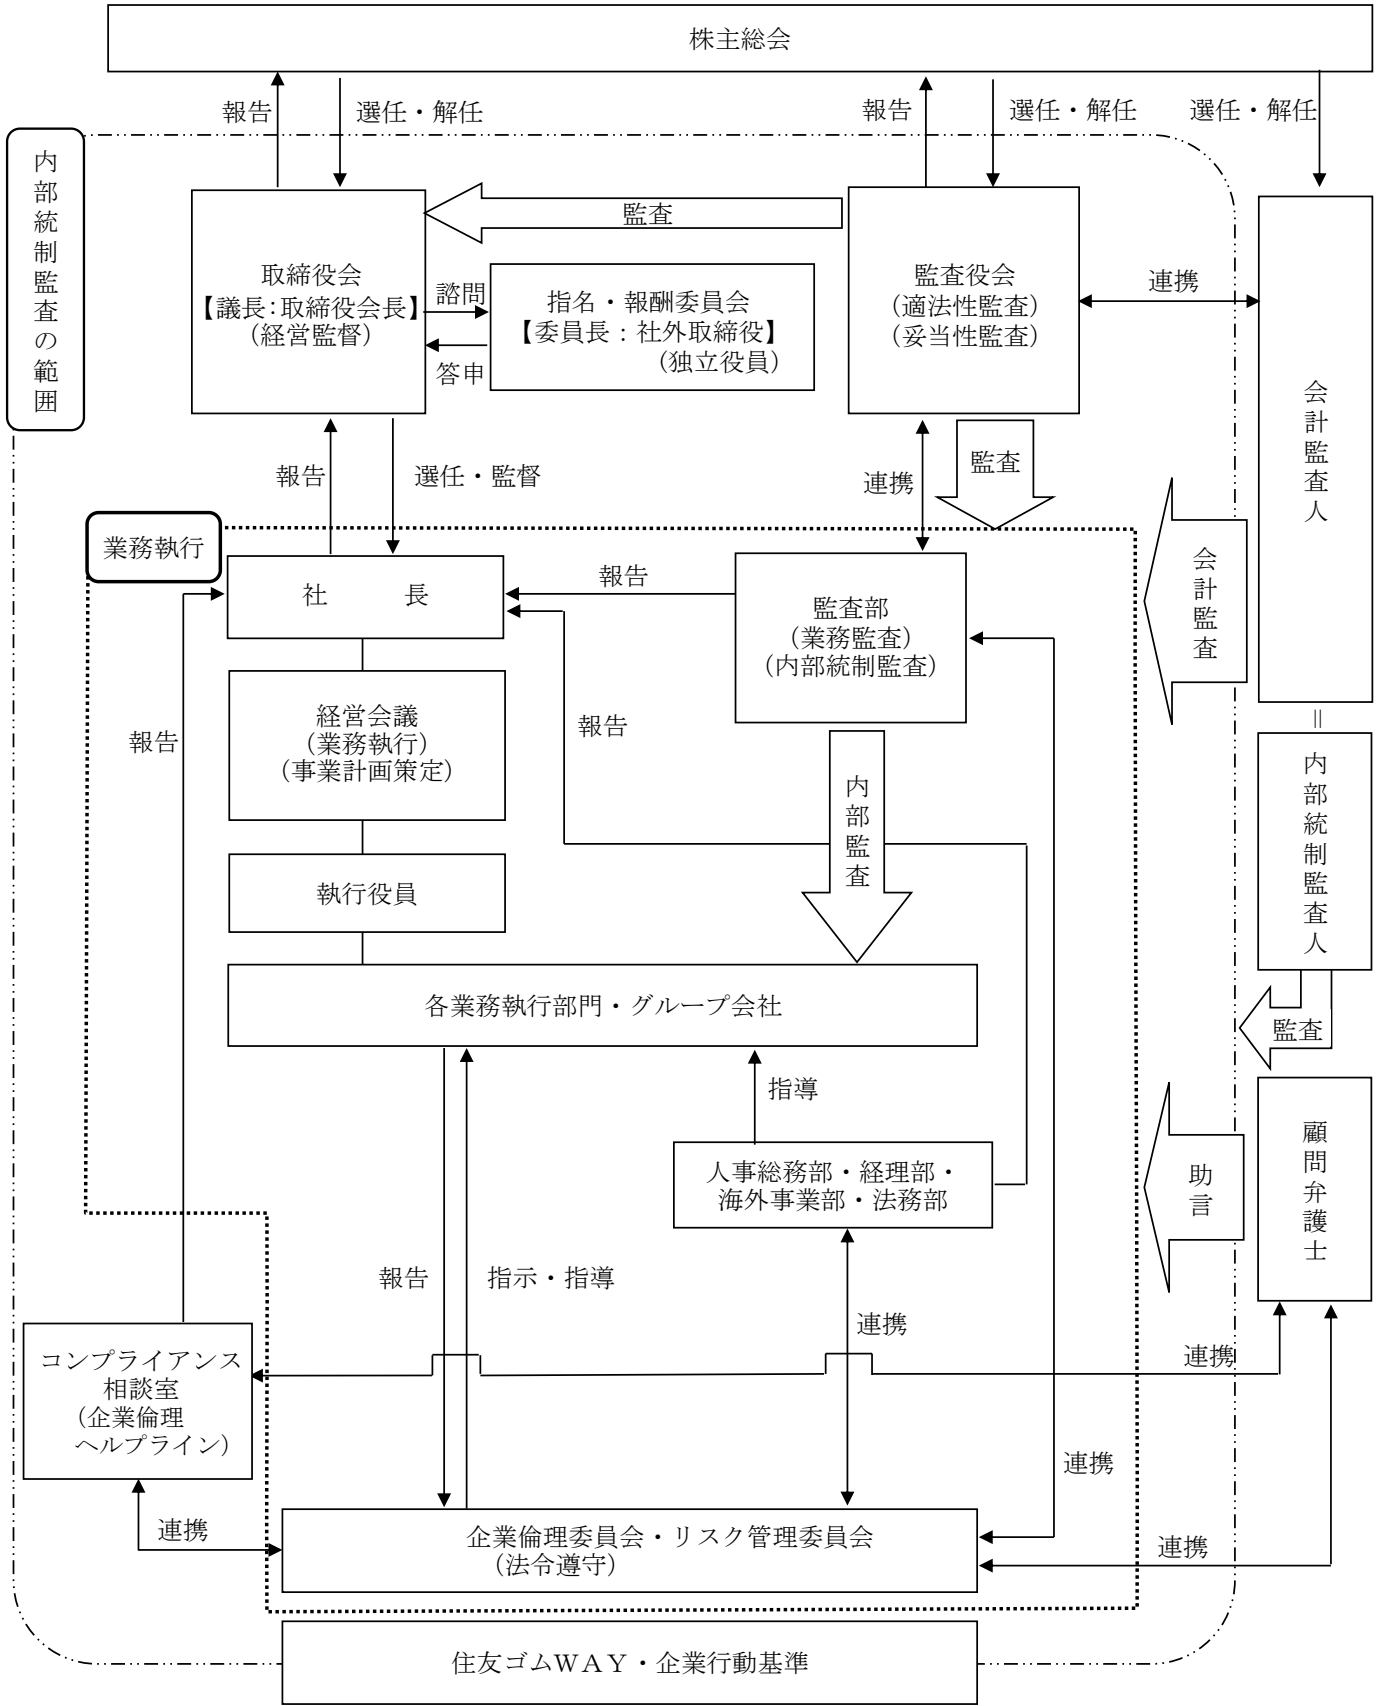 株主総会
報告
選任・解任
報告
選任・解任
選任・解任
内部統制監査の範囲
監査
取締役会
【議長：取締役会長】
（経営監督）
諮問
答申
指名・報酬委員会
【委員長：社外取締役】
（独立役員）
監査役会
（適法性監査）
（妥当性監査）
連携
会計監査人
報告
選任・監督
連携
監査
業務執行
社　　　長
報告
監査部
（業務監査）
（内部統制監査）
会計監査
経営会議
（業務執行）
（事業計画策定）
報告
報告
||
内部監査
内部統制監査人
執行役員
各業務執行部門・グループ会社
監査
指導
人事総務部・経理部・
海外事業部・法務部
助言
顧問弁護士
報告
指示・指導
連携
コンプライアンス
相談室
（企業倫理
ヘルプライン）
連携
連携
連携
企業倫理委員会・リスク管理委員会
（法令遵守）
連携
住友ゴムＷＡＹ・企業行動基準